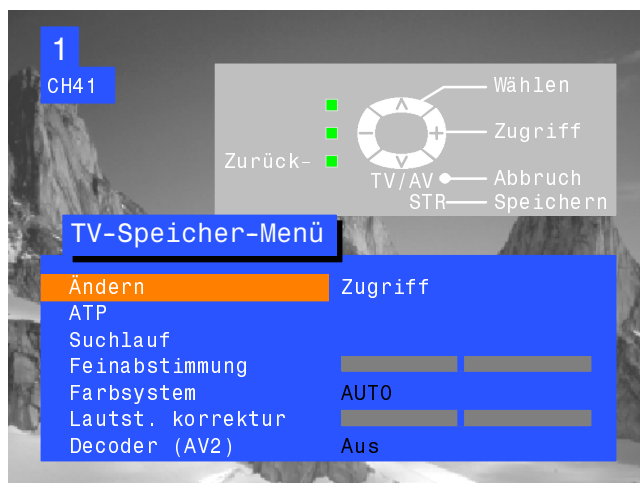 1
CH41
Wählen
Zugriff
Zurück-
TV/AV Abbruch
STR Speichern
TV-Speicher-Menü
Ändern Zugriff
ATP
Suchlauf
Feinabstimmung
Farbsystem AUTO
Lautst. korrektur
Decoder (AV2) Aus